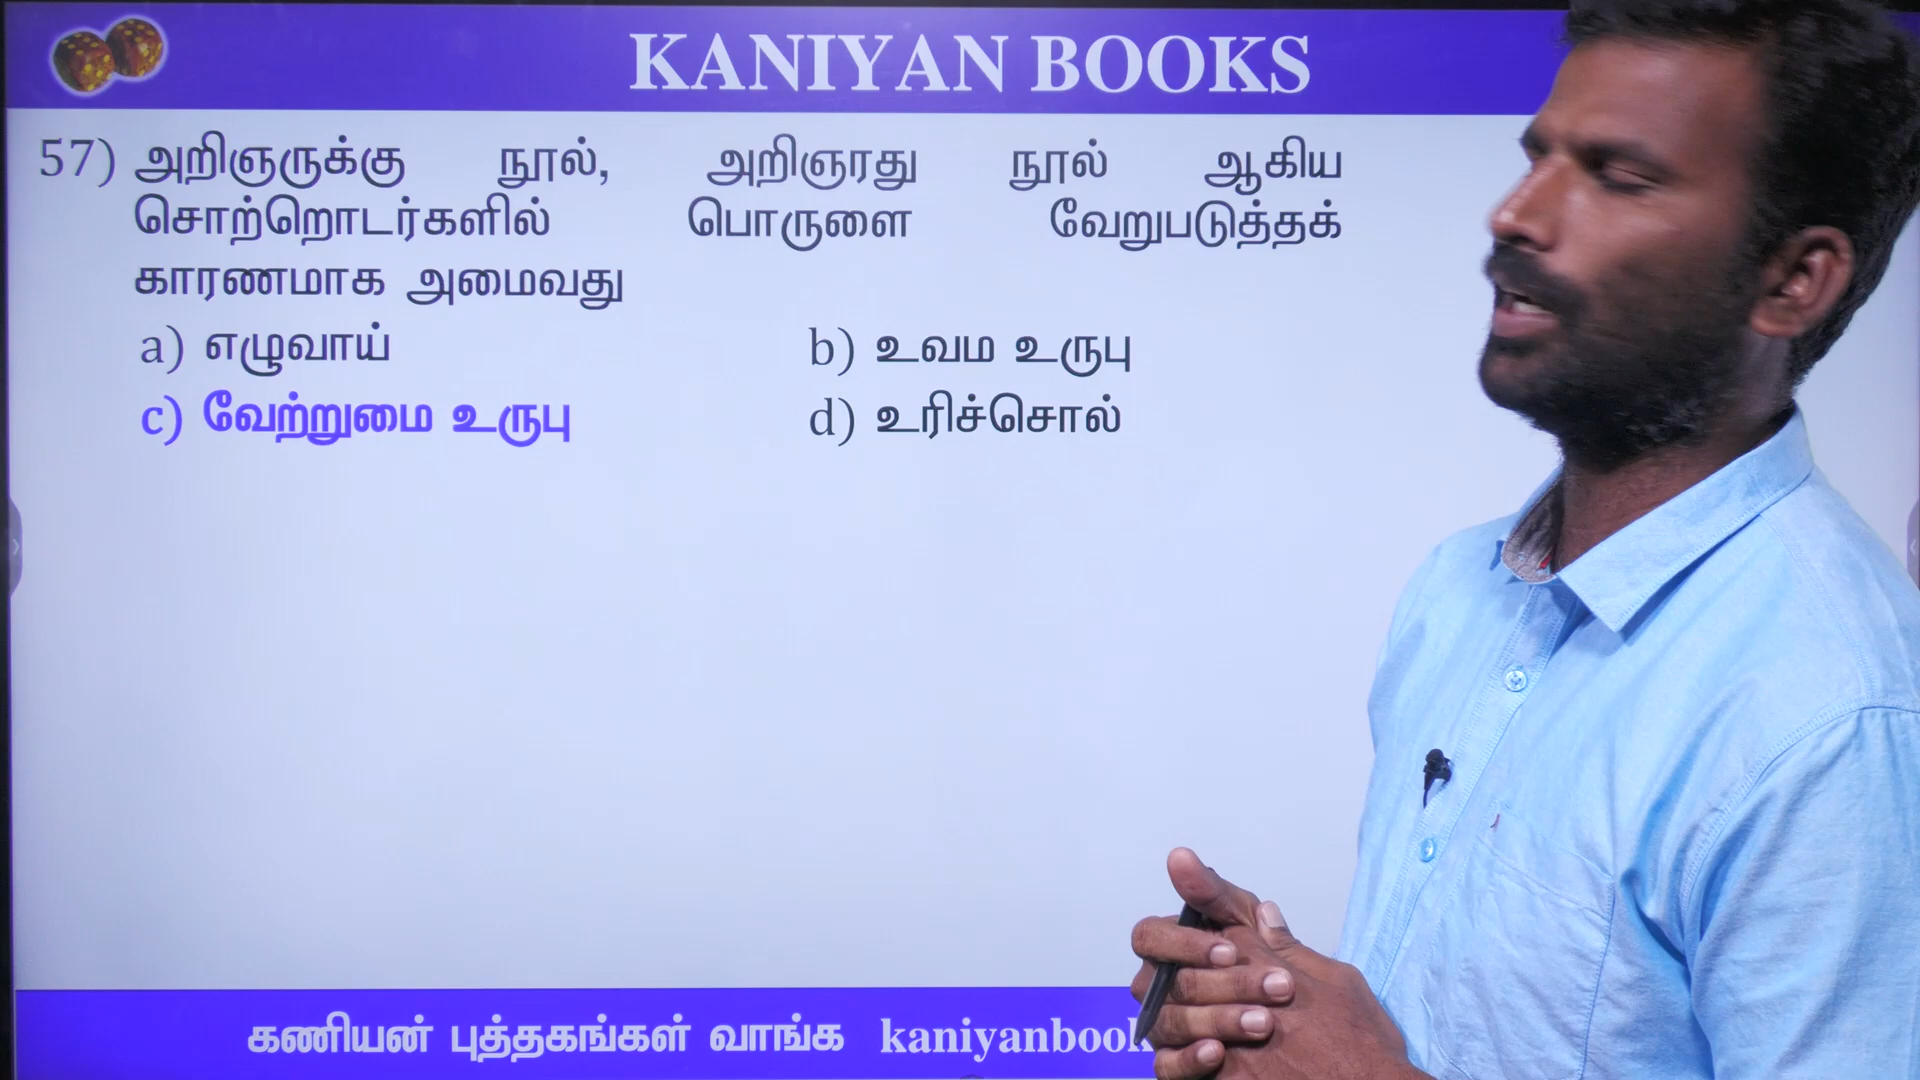 KANIYAN BOOKS
57) அறிஞருக்கு நூல், அறிஞரது நூல் ஆகிய
சொற்றொடர்களில் பொருளை வேறுபடுத்தக்
காரணமாக அமைவது
a) எழுவாய் b) உவம உருபு
c) வேற்றுமை உருபு d) உரிச்சொல்
கணியன் புத்தகங்கள் வாங்க kaniyanbook